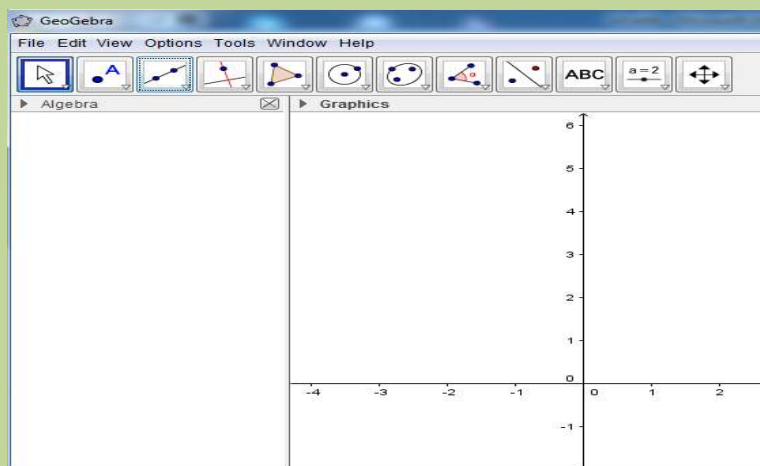 GeoGebra
File Edit View Options Tools Window Help
A α ABC a=2
Algebra
Graphics
6
5
4
3
2
1
0
-4 -3 -2 -1 0 1 2
-1